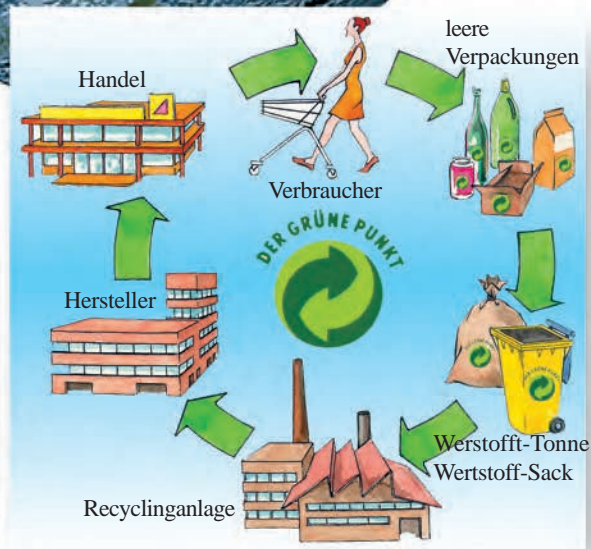 Handel
Verbraucher
leere
Verpackungen
DER GRÜNE PUNKT
Hersteller
Werstofft-Tonne
Wertstoff-Sack
Recyclinganlage